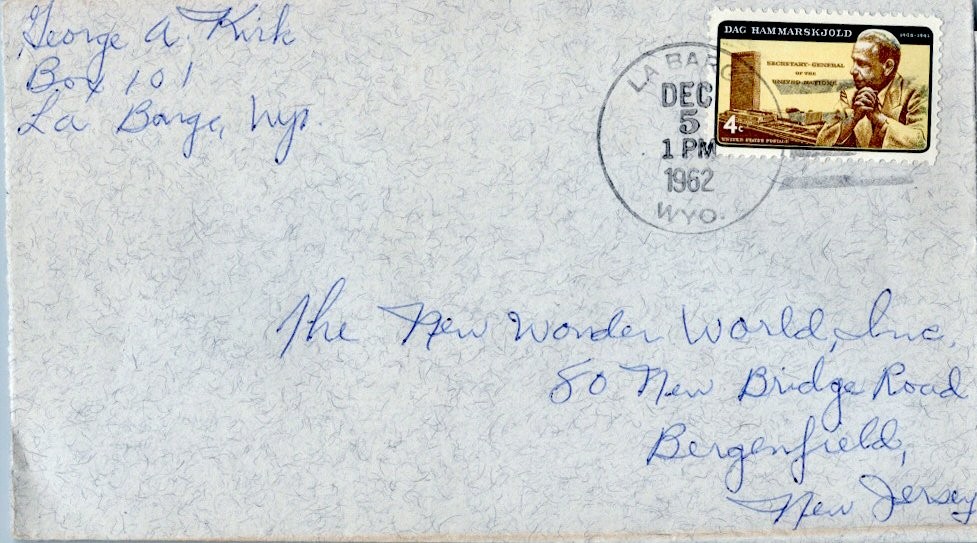 George A. Kirk
Box 101
La Barge, Wyo.
DAG HAMMARSKJOLD 1905-1961
SECRETARY-GENERAL
OF THE
UNITED NATIONS
4c
UNITED STATES POSTAGE
LA BARGE
DEC
5
1 PM
1962
WYO.
The New Wonder World, Inc.
80 New Bridge Road
Bergenfield,
New Jersey